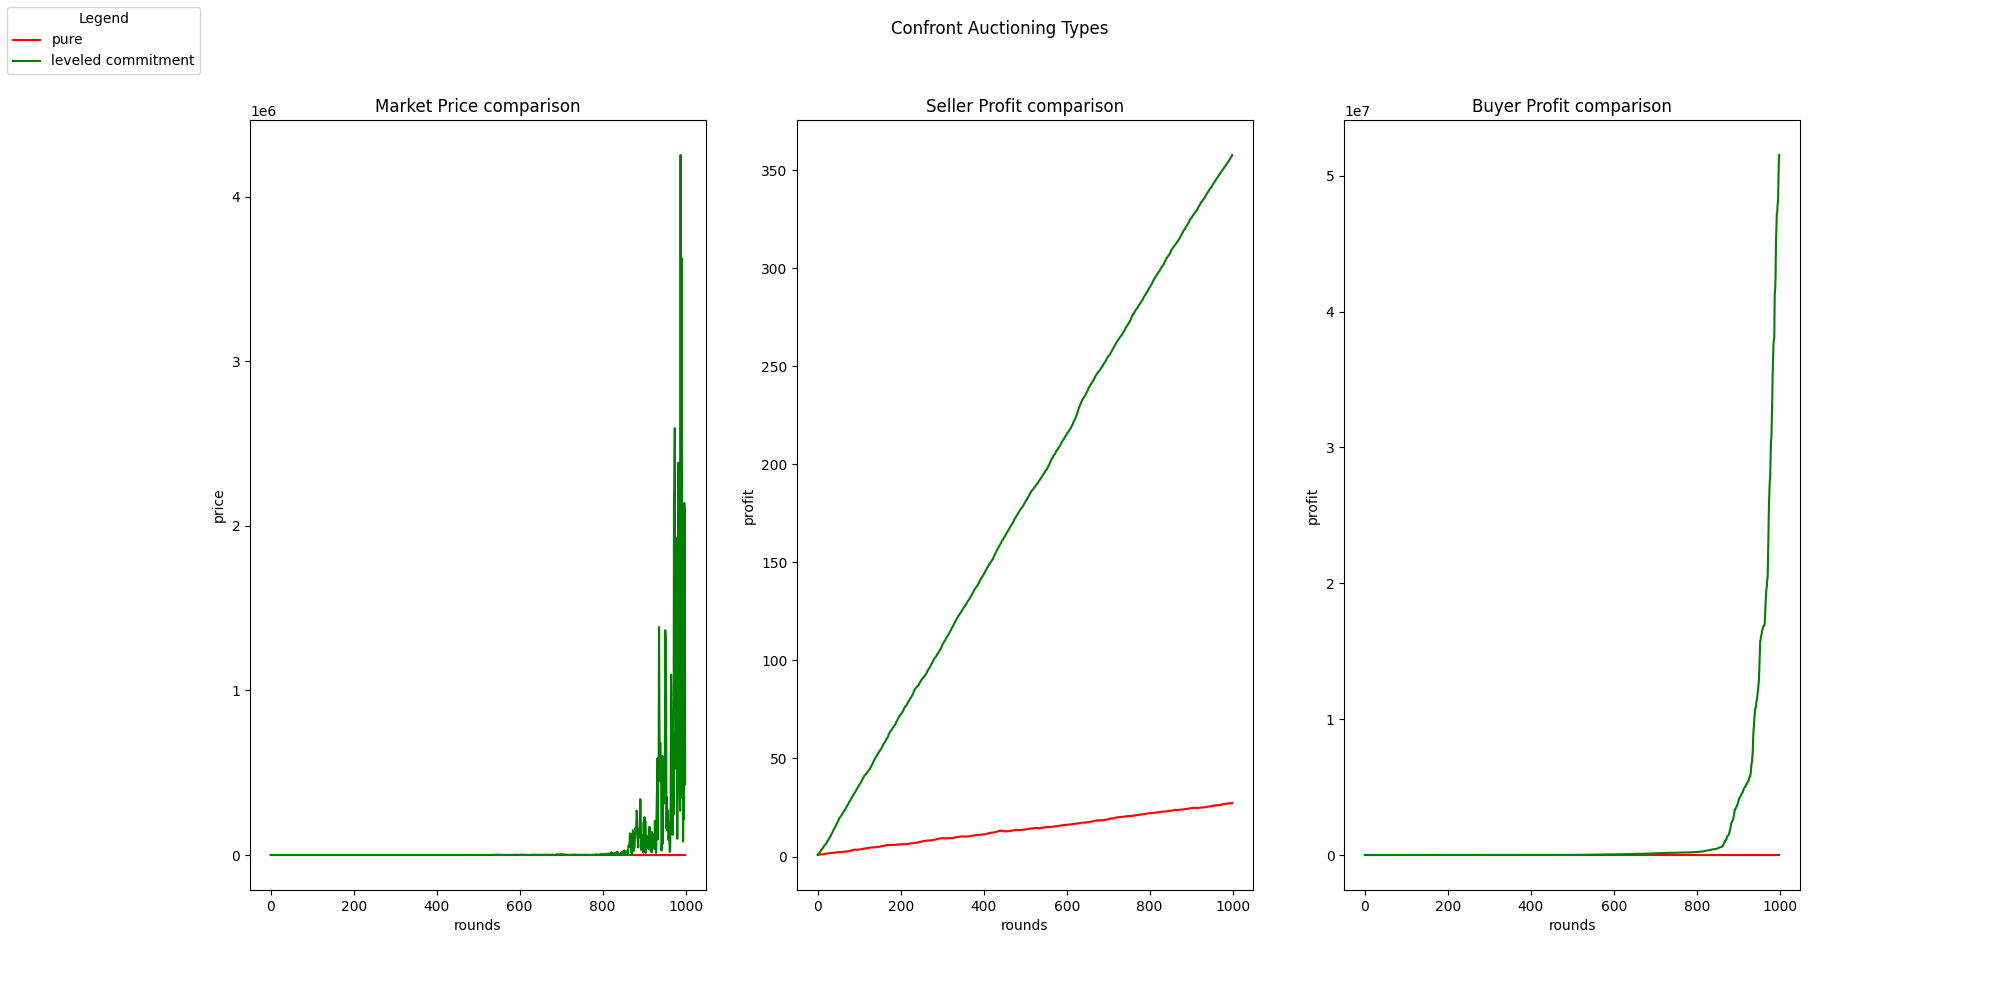 Legend
pure
leveled commitment
Confront Auctioning Types
Market Price comparison
1e6
4
3
2
1
0
price
0 200 400 600 800 1000
rounds
Seller Profit comparison
350
300
250
200
150
100
50
0
profit
0 200 400 600 800 1000
rounds
Buyer Profit comparison
1e7
5
4
3
2
1
0
profit
0 200 400 600 800 1000
rounds